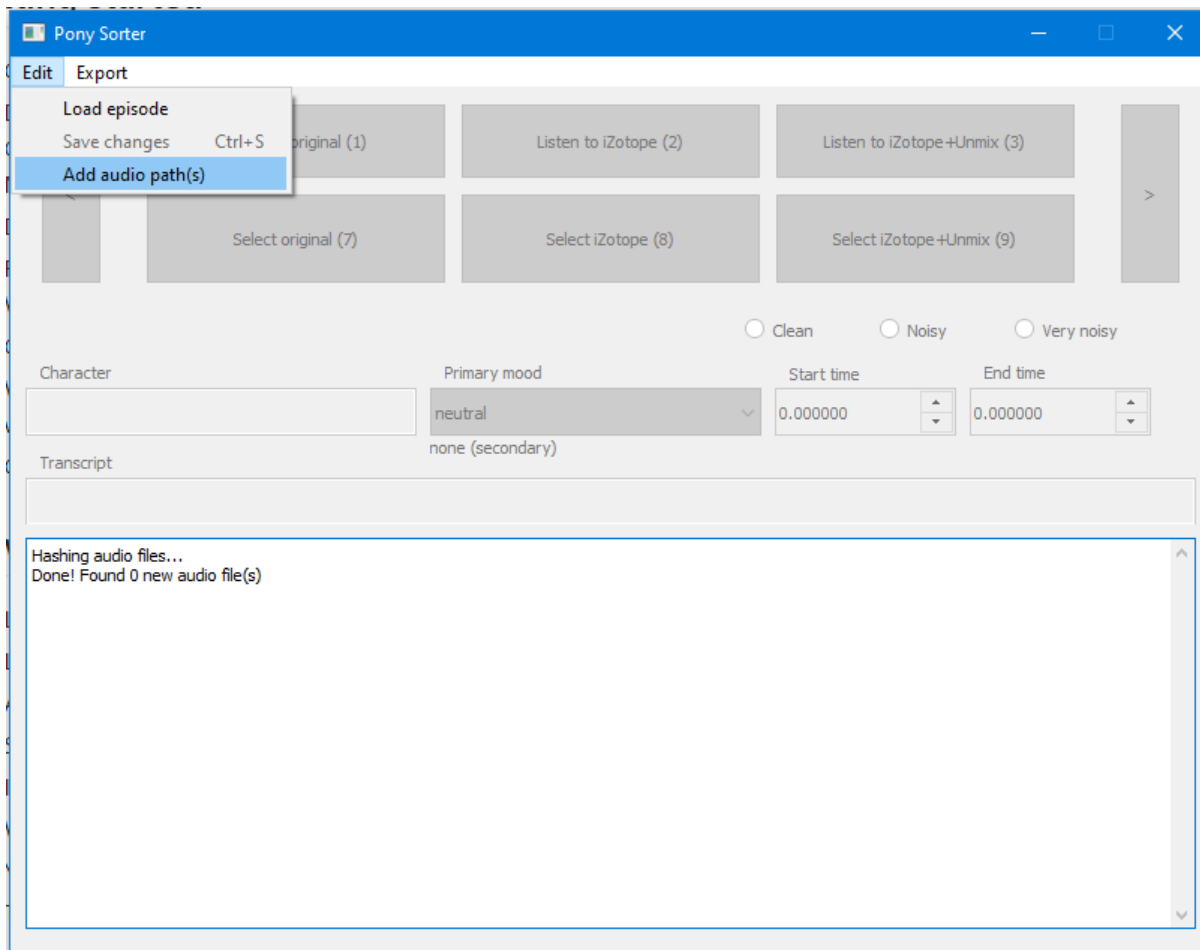 Pony Sorter
Edit Export
Load episode
Save changes Ctrl+S
Add audio path(s)
original (1)
Listen to iZotope (2)
Listen to iZotope+Unmix (3)
<
>
Select original (7)
Select iZotope (8)
Select iZotope+Unmix (9)
Clean
Noisy
Very noisy
Character
Primary mood
Start time
End time
neutral
0.000000
0.000000
none (secondary)
Transcript
Hashing audio files...
Done! Found 0 new audio file(s)